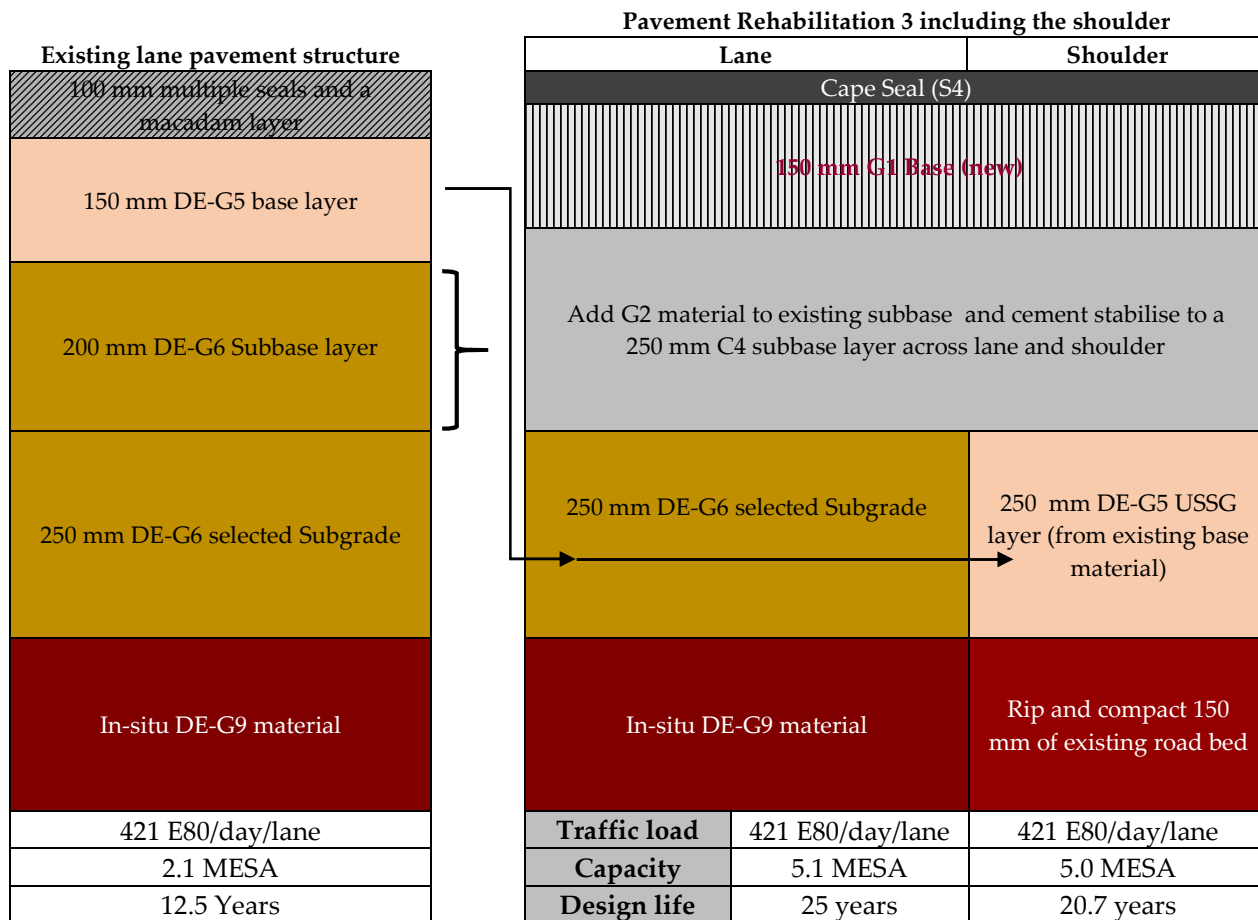 Pavement Rehabilitation 3 including the shoulder
Existing lane pavement structure
Lane
Shoulder
100 mm multiple seals and a
macadam layer
150 mm DE-G5 base layer
200 mm DE-G6 Subbase layer
250 mm DE-G6 selected Subgrade
In-situ DE-G9 material
421 E80/day/lane
2.1 MESA
12.5 Years
Cape Seal (S4)
150 mm G1 Base (new)
Add G2 material to existing subbase  and cement stabilise to a
250 mm C4 subbase layer across lane and shoulder
250 mm DE-G6 selected Subgrade
250  mm DE-G5 USSG
layer (from existing base
material)
In-situ DE-G9 material
Rip and compact 150
mm of existing road bed
Traffic load
421 E80/day/lane
421 E80/day/lane
Capacity
5.1 MESA
5.0 MESA
Design life
25 years
20.7 years